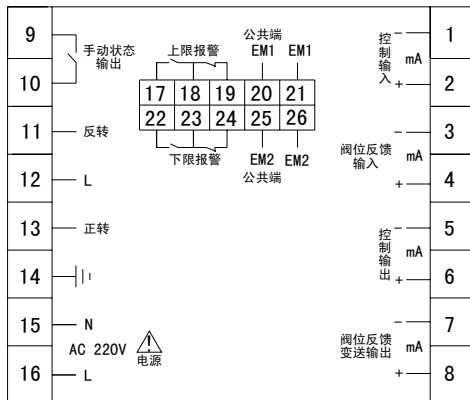 9
10
11
12
13
14
15
16
手动状态
输出
反转
L
正转
N
AC 220V
电源
L
上限报警
公共端
EM1 EM1
17 18 19 20 21
22 23 24 25 26
下限报警
EM2 EM2
公共端
控制输入
−
mA
+
阀位反馈
输入
−
mA
+
控制输出
−
mA
+
阀位反馈
变送输出
−
mA
+
1
2
3
4
5
6
7
8